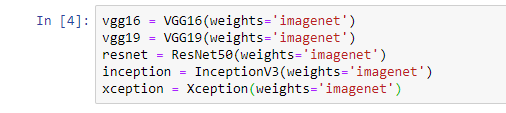 In [4]: vgg16 = VGG16(weights='imagenet')
vgg19 = VGG19(weights='imagenet')
resnet = ResNet50(weights='imagenet')
inception = InceptionV3(weights='imagenet')
xception = Xception(weights='imagenet')